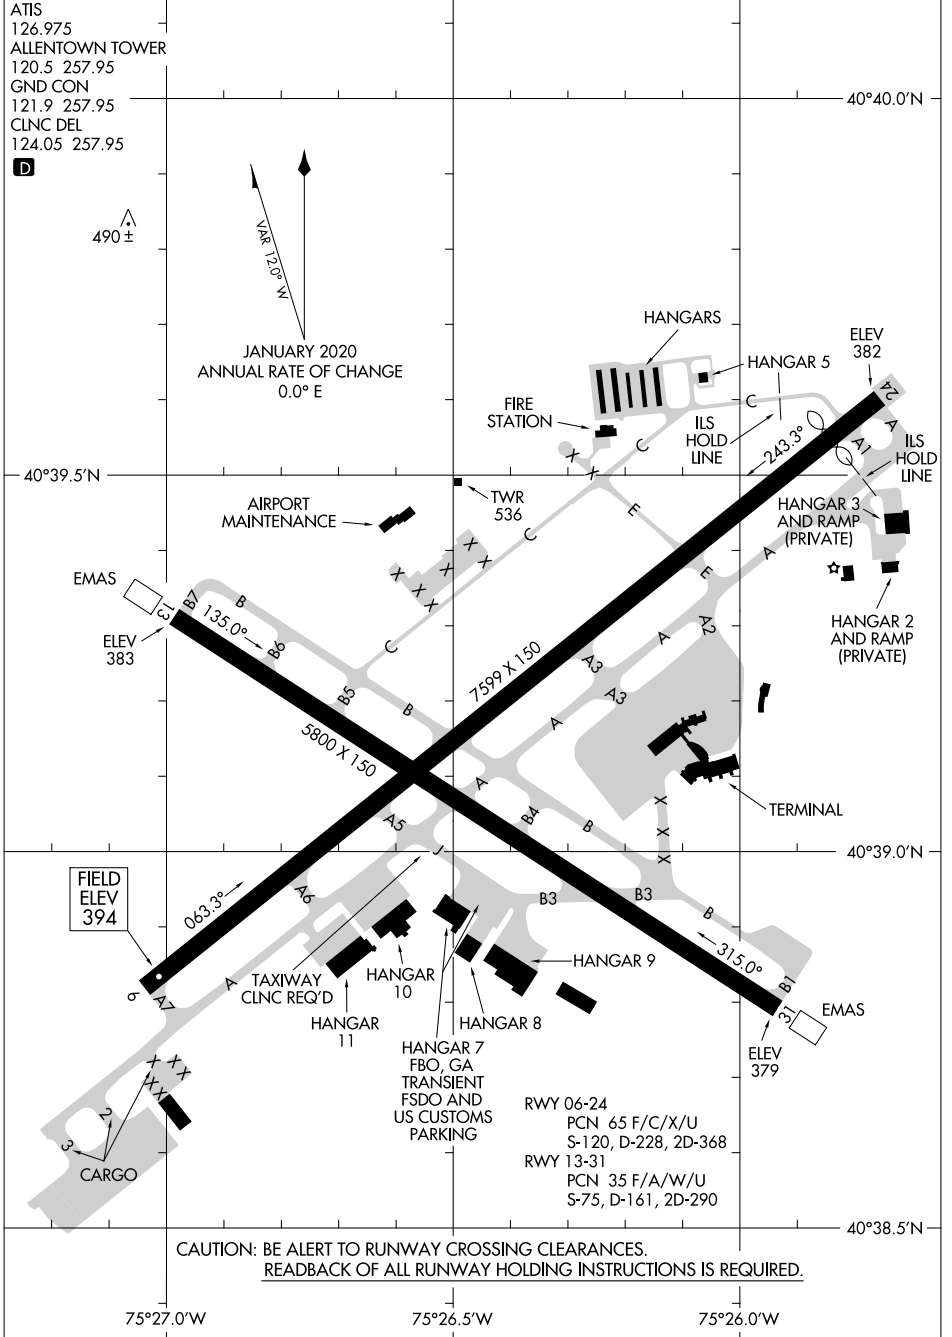 ATIS
126.975
ALLENTOWN TOWER
120.5 257.95
GND CON
121.9 257.95
CLNC DEL
124.05 257.95
D
40°40.0'N
490 ±
VAR 12.0° W
JANUARY 2020
ANNUAL RATE OF CHANGE
0.0° E
HANGARS
ELEV
382
HANGAR 5
24
FIRE
STATION
C
ILS
HOLD
LINE
A
A1
ILS
HOLD
LINE
C
X
X
243.3°
40°39.5'N
TWR
536
AIRPORT
MAINTENANCE
HANGAR 3
AND RAMP
(PRIVATE)
E
C
A
X
X
X
X
X
X
E
EMAS
13
B7
B
135.0°
ELEV
383
A2
HANGAR 2
AND RAMP
(PRIVATE)
B6
C
A
A3
7599 X 150
A3
B5
B
A
5800 X 150
A
TERMINAL
X
X
X
A5
B4
B
J
40°39.0'N
FIELD
ELEV
394
A6
063.3°
B3
B3
B
315.0°
A
TAXIWAY
CLNC REQ'D
HANGAR
10
HANGAR 9
6
A7
B1
31
EMAS
HANGAR
11
HANGAR 8
ELEV
379
HANGAR 7
FBO, GA
TRANSIENT
FSDO AND
US CUSTOMS
PARKING
X
X
X
X
X
2
3
CARGO
RWY 06-24
PCN 65 F/C/X/U
S-120, D-228, 2D-368
RWY 13-31
PCN 35 F/A/W/U
S-75, D-161, 2D-290
40°38.5'N
CAUTION: BE ALERT TO RUNWAY CROSSING CLEARANCES.
READBACK OF ALL RUNWAY HOLDING INSTRUCTIONS IS REQUIRED.
75°27.0'W
75°26.5'W
75°26.0'W